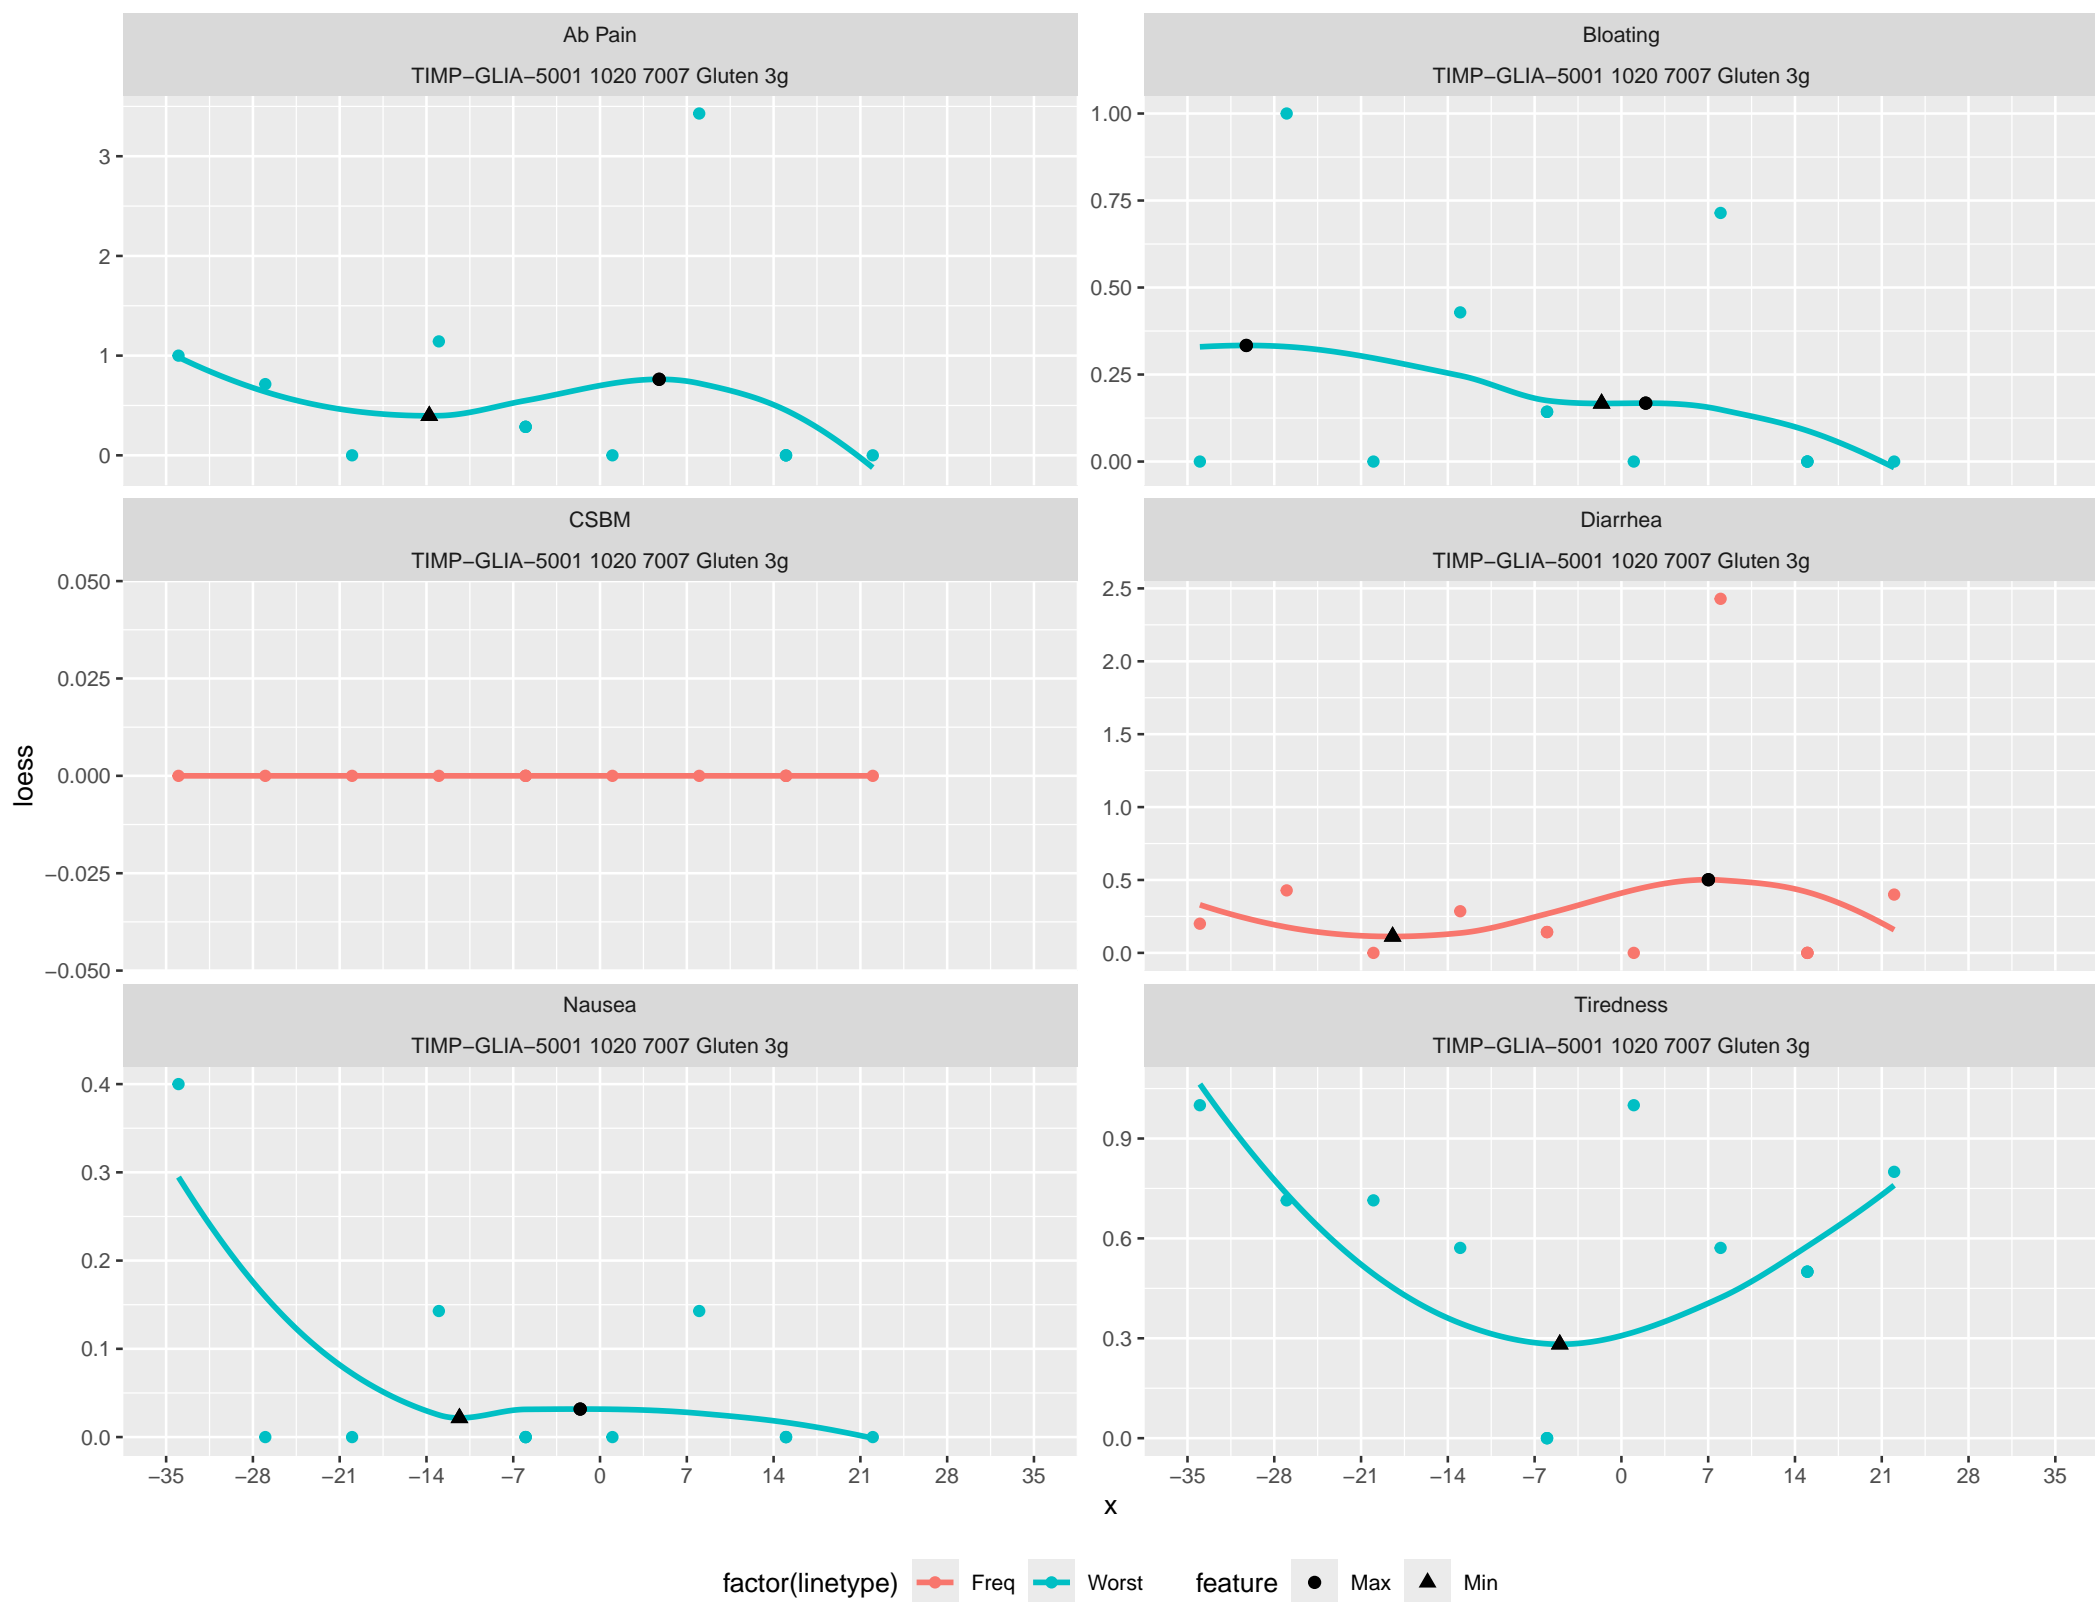 Ab Pain
TIMP−GLIA−5001 1020 7007 Gluten 3g
3
2
1
0
Bloating
TIMP−GLIA−5001 1020 7007 Gluten 3g
1.00
0.75
0.50
0.25
0.00
CSBM
TIMP−GLIA−5001 1020 7007 Gluten 3g
0.050
0.025
0.000
−0.025
−0.050
Diarrhea
TIMP−GLIA−5001 1020 7007 Gluten 3g
2.5
2.0
1.5
1.0
0.5
0.0
loess
Nausea
TIMP−GLIA−5001 1020 7007 Gluten 3g
0.4
0.3
0.2
0.1
0.0
−35 −28 −21 −14 −7 0 7 14 21 28 35
Tiredness
TIMP−GLIA−5001 1020 7007 Gluten 3g
0.9
0.6
0.3
0.0
−35 −28 −21 −14 −7 0 7 14 21 28 35
x
factor(linetype) Freq Worst feature Max Min